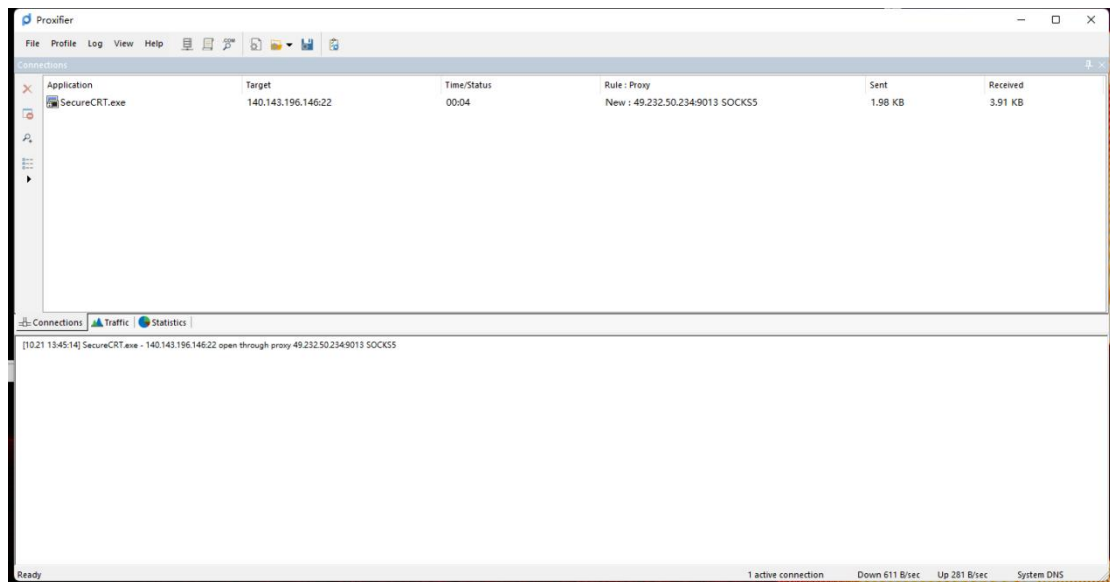 Proxifier
File Profile Log View Help
Connections
Application Target Time/Status Rule : Proxy Sent Received
SecureCRT.exe 140.143.196.146:22 00:04 New : 49.232.50.234:9013 SOCKS5 1.98 KB 3.91 KB
Connections Traffic Statistics
[10.21 13:45:14] SecureCRT.exe - 140.143.196.146:22 open through proxy 49.232.50.234:9013 SOCKS5
Ready 1 active connection Down 611 B/sec Up 281 B/sec System DNS